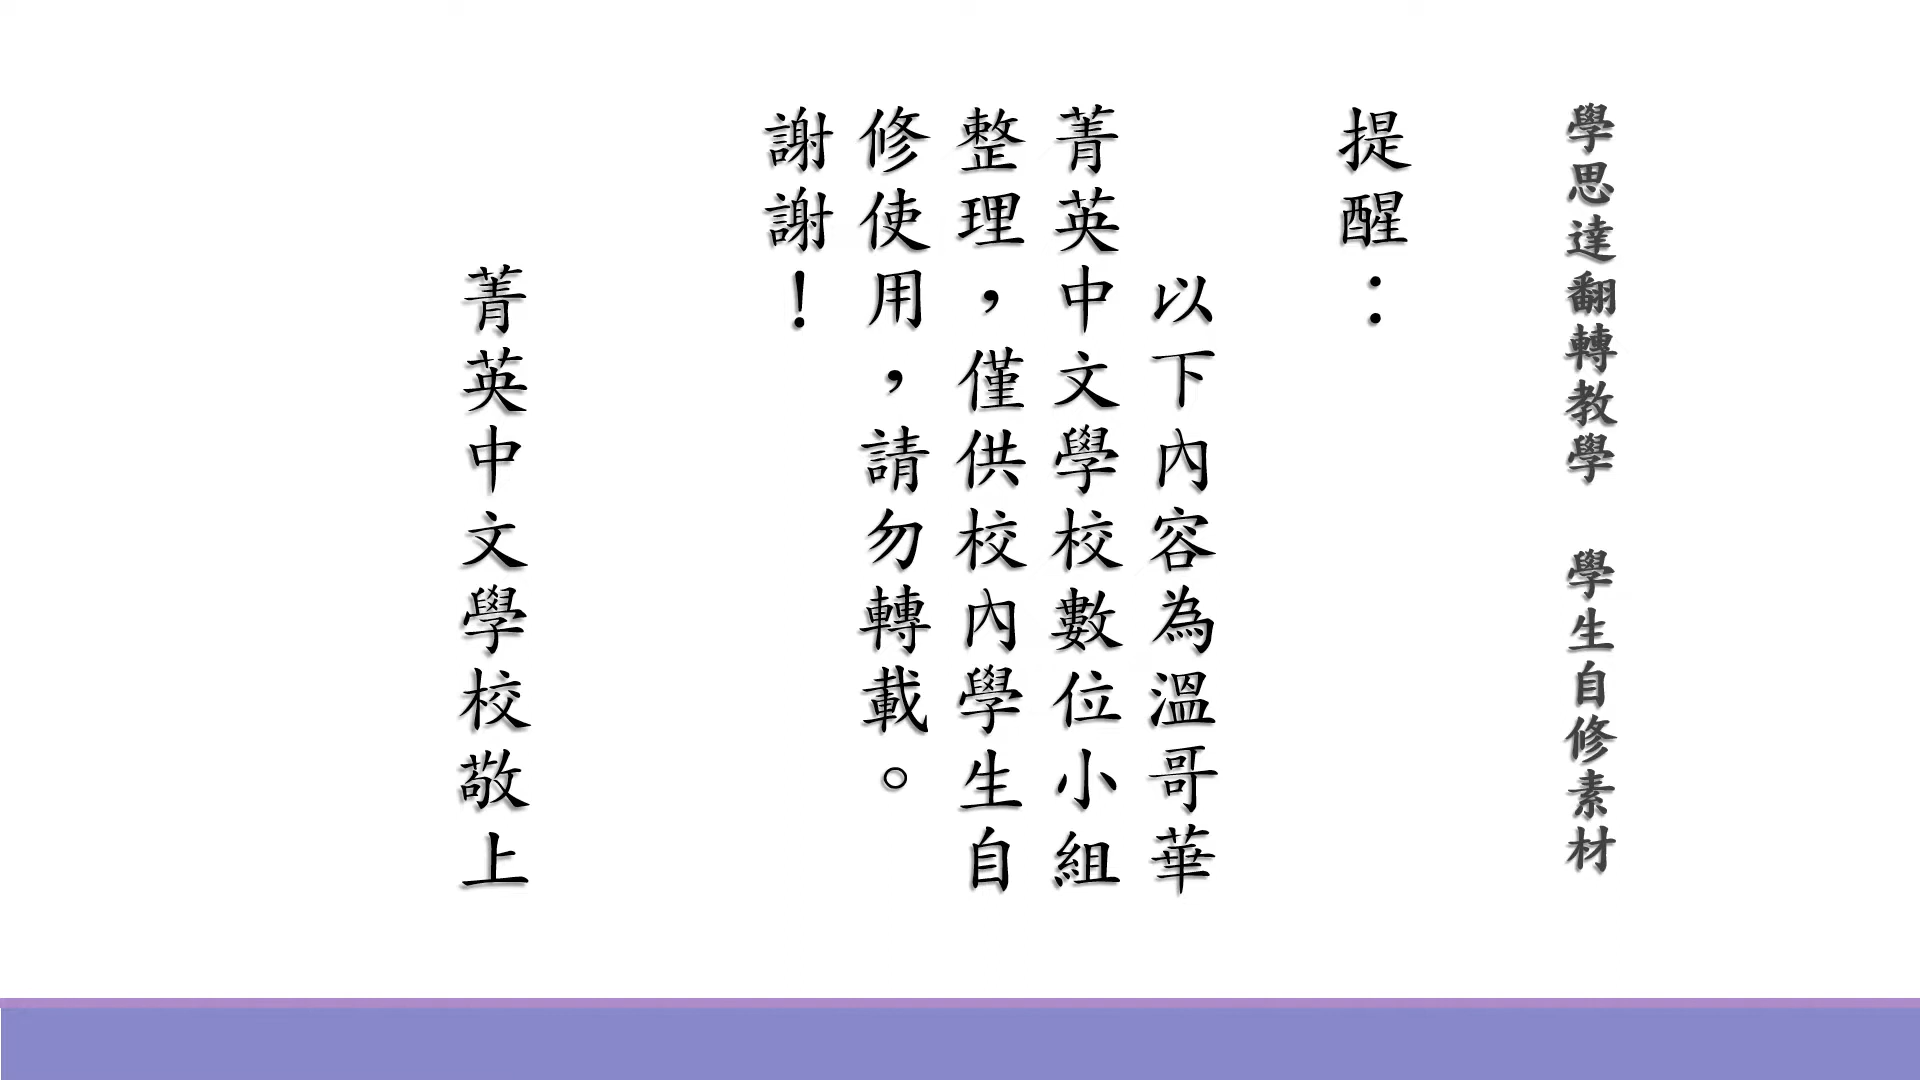 學思達翻轉教學 學生自修素材
提醒：
以下內容為溫哥華
菁英中文學校數位小組
整理，僅供校內學生自
修使用，請勿轉載。
謝謝！
菁英中文學校敬上